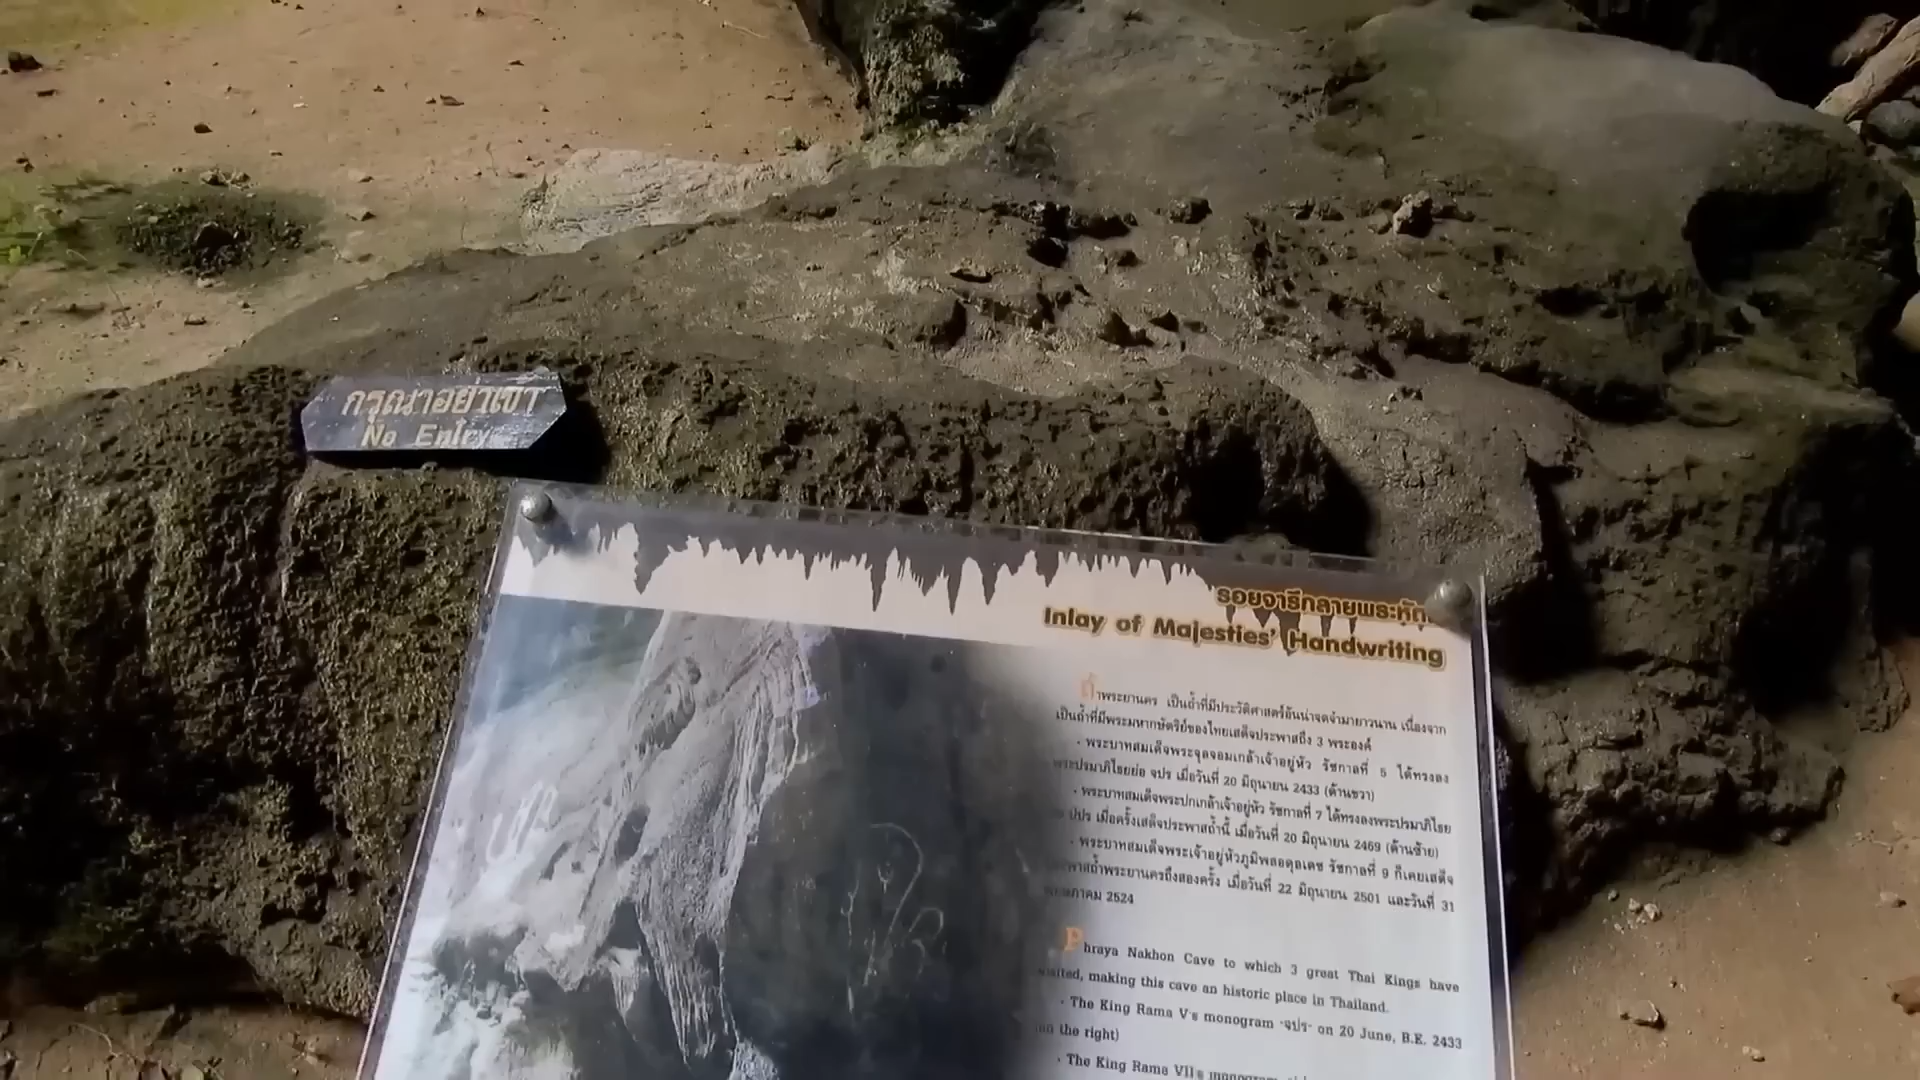 กรุณาอย่าเข้า
No Entry
รอยจารึกลายพระหัต
Inlay of Majesties' Handwriting
ถ้ำพระยานคร เป็นถ้ำที่มีประวัติศาสตร์อันน่าจดจำมายาวนาน เนื่องจาก
เป็นถ้ำที่มีพระมหากษัตริย์ของไทยเสด็จประพาสถึง 3 พระองค์
· พระบาทสมเด็จพระจุลจอมเกล้าเจ้าอยู่หัว รัชกาลที่ 5 ได้ทรงลง
พระปรมาภิไธยย่อ จปร เมื่อวันที่ 20 มิถุนายน 2433 (ด้านขวา)
· พระบาทสมเด็จพระปกเกล้าเจ้าอยู่หัว รัชกาลที่ 7 ได้ทรงลงพระปรมาภิไธย
ปปร เมื่อครั้งเสด็จประพาสถ้ำนี้ เมื่อวันที่ 20 มิถุนายน 2469 (ด้านซ้าย)
· พระบาทสมเด็จพระเจ้าอยู่หัวภูมิพลอดุลเดช รัชกาลที่ 9 ก็เคยเสด็จ
พาสถ้ำพระยานครถึงสองครั้ง เมื่อวันที่ 22 มิถุนายน 2501 และวันที่ 31
ภาคม 2524
Phraya Nakhon Cave to which 3 great Thai Kings have
visited, making this cave an historic place in Thailand.
· The King Rama V's monogram "จปร" on 20 June, B.E. 2433
(on the right)
· The King Rama VII's monogram